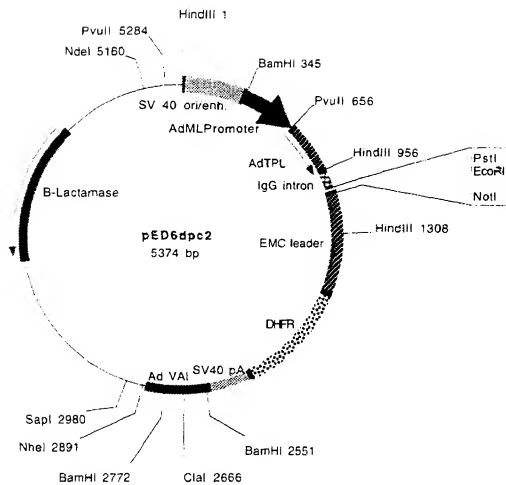 HindIII 1
PvuII 5284
NdeI 5160
BamHI 345
SV 40 ori/enh.
PvuII 656
AdMLPromoter
HindIII 956
AdTPL
PstI
IgG intron
EcoRI
B-Lactamase
NotI
pED6dpc2
HindIII 1308
EMC leader
5374 bp
DHFR
SV40 pA
Ad VAI
SapI 2980
NheI 2891
BamHI 2551
BamHI 2772
ClaI 2666